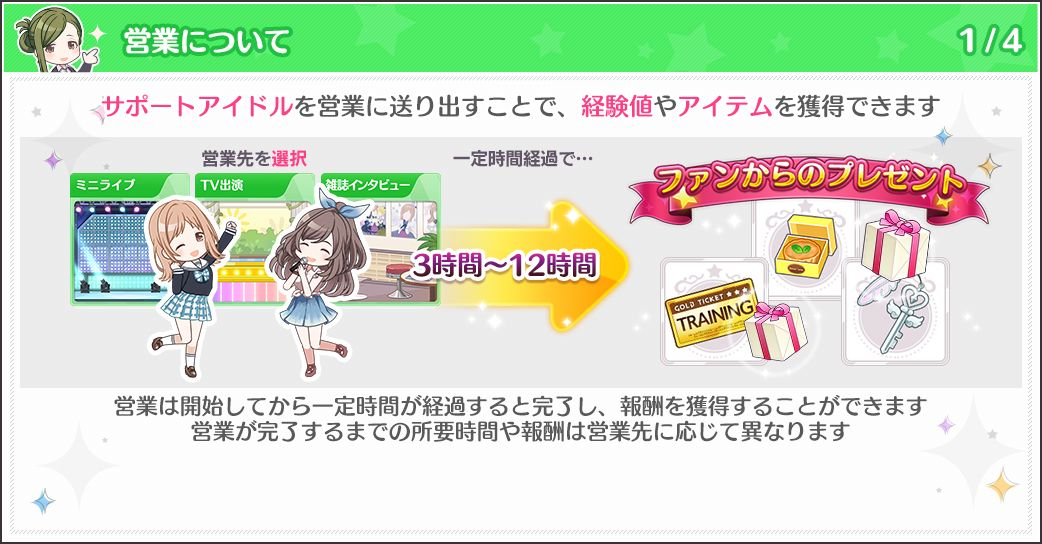 営業について
1/4
サポートアイドルを営業に送り出すことで、経験値やアイテムを獲得できます
営業先を選択
一定時間経過で…
ミニライブ
TV出演
雑誌インタビュー
3時間～12時間
ファンからのプレゼント
GOLD TICKET ★★★
TRAINING
営業は開始してから一定時間が経過すると完了し、報酬を獲得することができます
営業が完了するまでの所要時間や報酬は営業先に応じて異なります